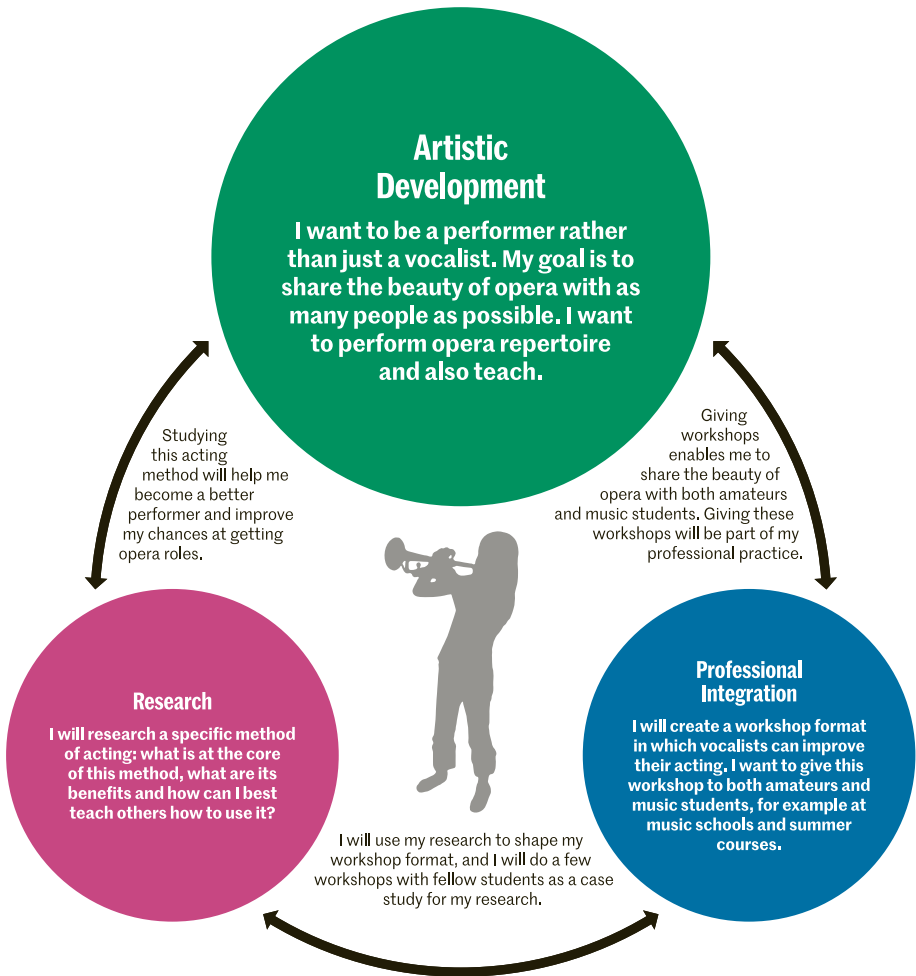 Artistic
Development
I want to be a performer rather
than just a vocalist. My goal is to
share the beauty of opera with as
many people as possible. I want
to perform opera repertoire
and also teach.
Studying
this acting
method will help me
become a better
performer and improve
my chances at getting
opera roles.
Giving
workshops
enables me to
share the beauty of
opera with both amateurs
and music students. Giving these
workshops will be part of my
professional practice.
Research
I will research a specific method
of acting: what is at the core
of this method, what are its
benefits and how can I best
teach others how to use it?
Professional
Integration
I will create a workshop format
in which vocalists can improve
their acting. I want to give this
workshop to both amateurs and
music students, for example at
music schools and summer
courses.
I will use my research to shape my
workshop format, and I will do a few
workshops with fellow students as a case
study for my research.